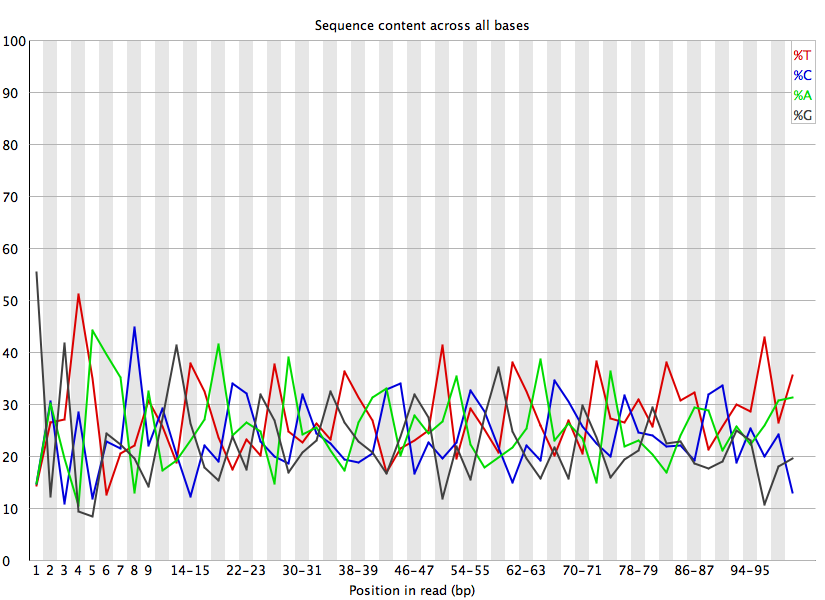 Sequence content across all bases
100
90
80
70
60
50
40
30
20
10
0
%T
%C
%A
%G
1 2 3 4 5 6 7 8 9 14-15 22-23 30-31 38-39 46-47 54-55 62-63 70-71 78-79 86-87 94-95
Position in read (bp)